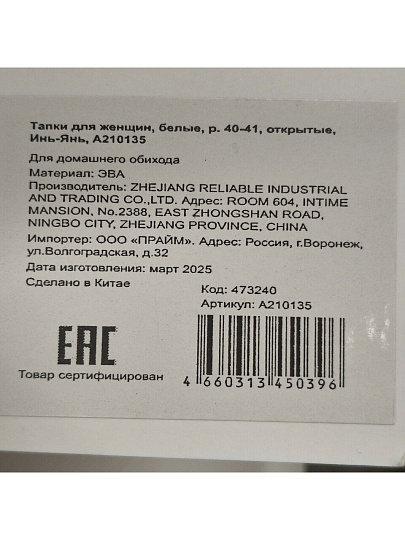 Тапки для женщин, белые, р. 40-41, открытые,
Инь-Янь, А210135
Для домашнего обихода
Материал: ЭВА
Производитель: ZHEJIANG RELIABLE INDUSTRIAL
AND TRADING CO.,LTD. Адрес: ROOM 604, INTIME
MANSION, No.2388, EAST ZHONGSHAN ROAD,
NINGBO CITY, ZHEJIANG PROVINCE, CHINA
Импортер: ООО «ПРАЙМ». Адрес: Россия, г.Воронеж,
ул.Волгоградская, д.32
Дата изготовления: март 2025
Сделано в Китае
Код: 473240
Артикул: А210135
EAC
Товар сертифицирован
4 660313 450396